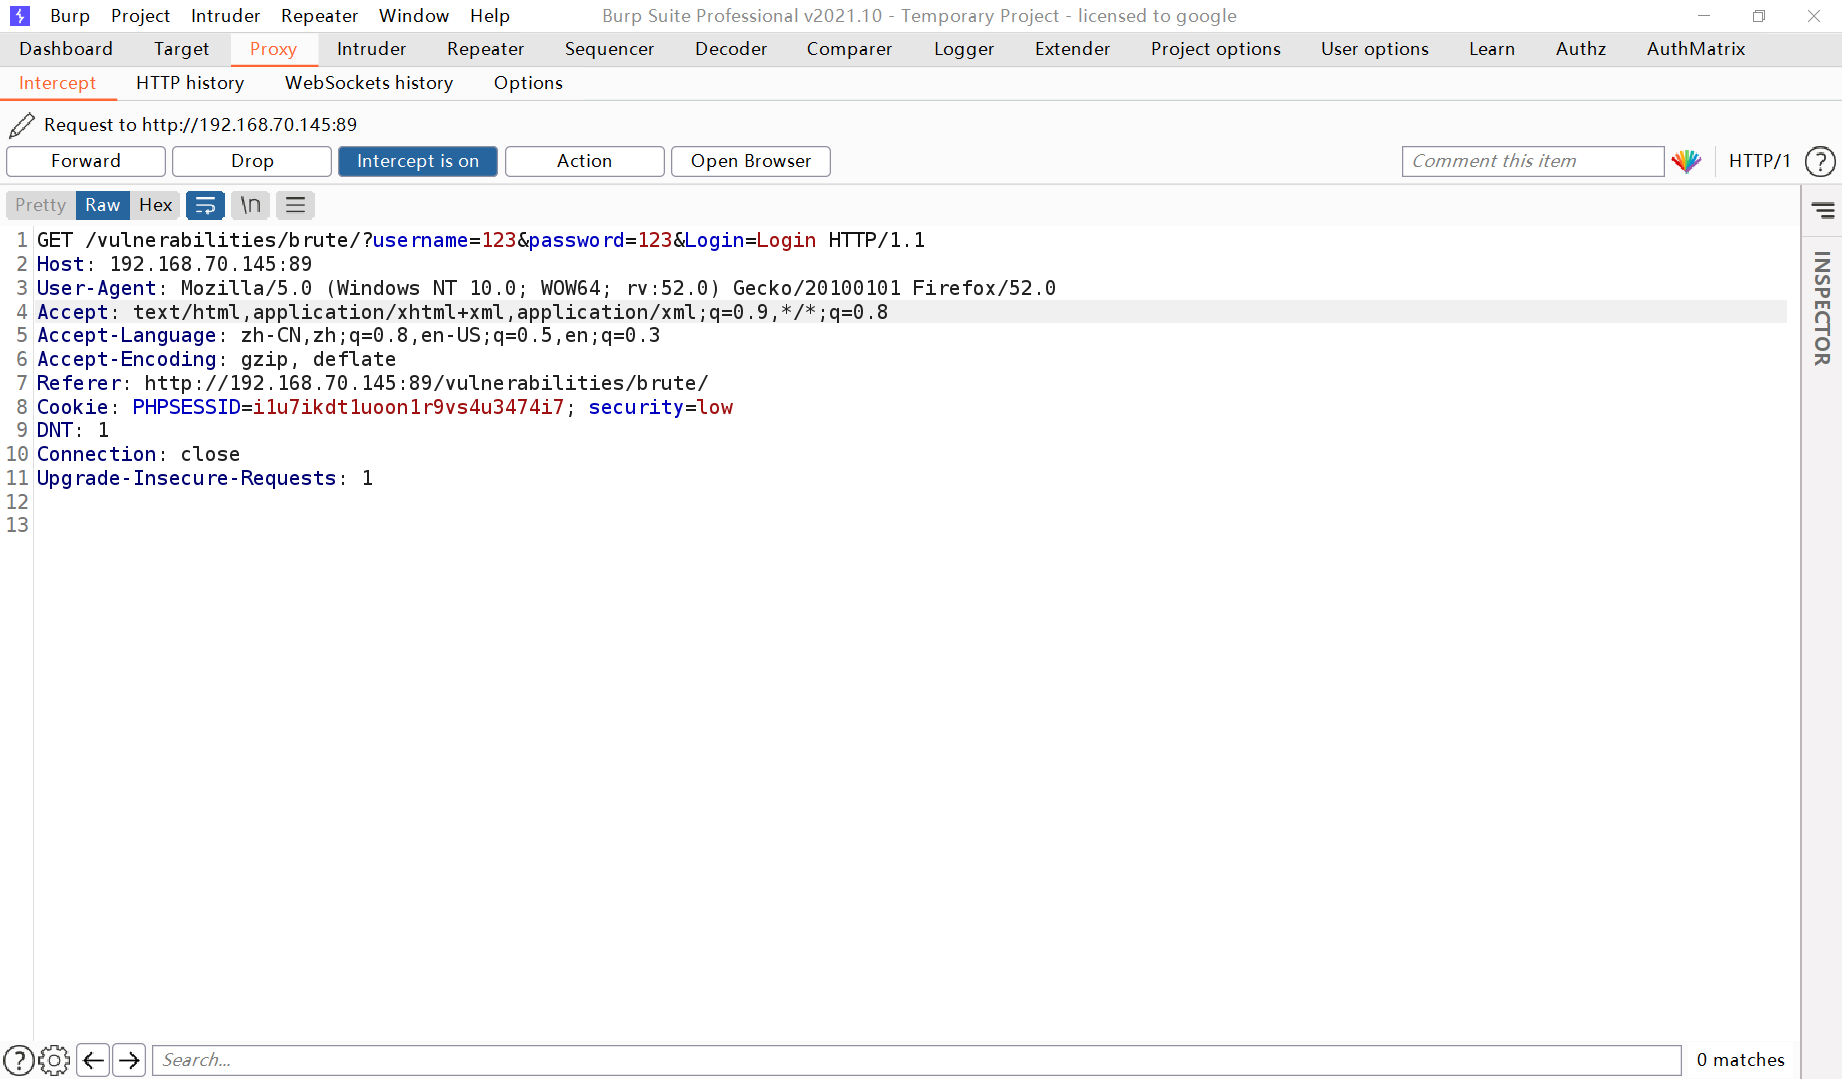 Burp Project Intruder Repeater Window Help Burp Suite Professional v2021.10 - Temporary Project - licensed to google
Dashboard Target Proxy Intruder Repeater Sequencer Decoder Comparer Logger Extender Project options User options Learn Authz AuthMatrix
Intercept HTTP history WebSockets history Options
Request to http://192.168.70.145:89
Forward Drop Intercept is on Action Open Browser Comment this item HTTP/1 ?
Pretty Raw Hex \n
INSPECTOR
1 GET /vulnerabilities/brute/?username=123&password=123&Login=Login HTTP/1.1
2 Host: 192.168.70.145:89
3 User-Agent: Mozilla/5.0 (Windows NT 10.0; WOW64; rv:52.0) Gecko/20100101 Firefox/52.0
4 Accept: text/html,application/xhtml+xml,application/xml;q=0.9,*/*;q=0.8
5 Accept-Language: zh-CN,zh;q=0.8,en-US;q=0.5,en;q=0.3
6 Accept-Encoding: gzip, deflate
7 Referer: http://192.168.70.145:89/vulnerabilities/brute/
8 Cookie: PHPSESSID=i1u7ikdt1uoon1r9vs4u3474i7; security=low
9 DNT: 1
10 Connection: close
11 Upgrade-Insecure-Requests: 1
12
13
? Search... 0 matches